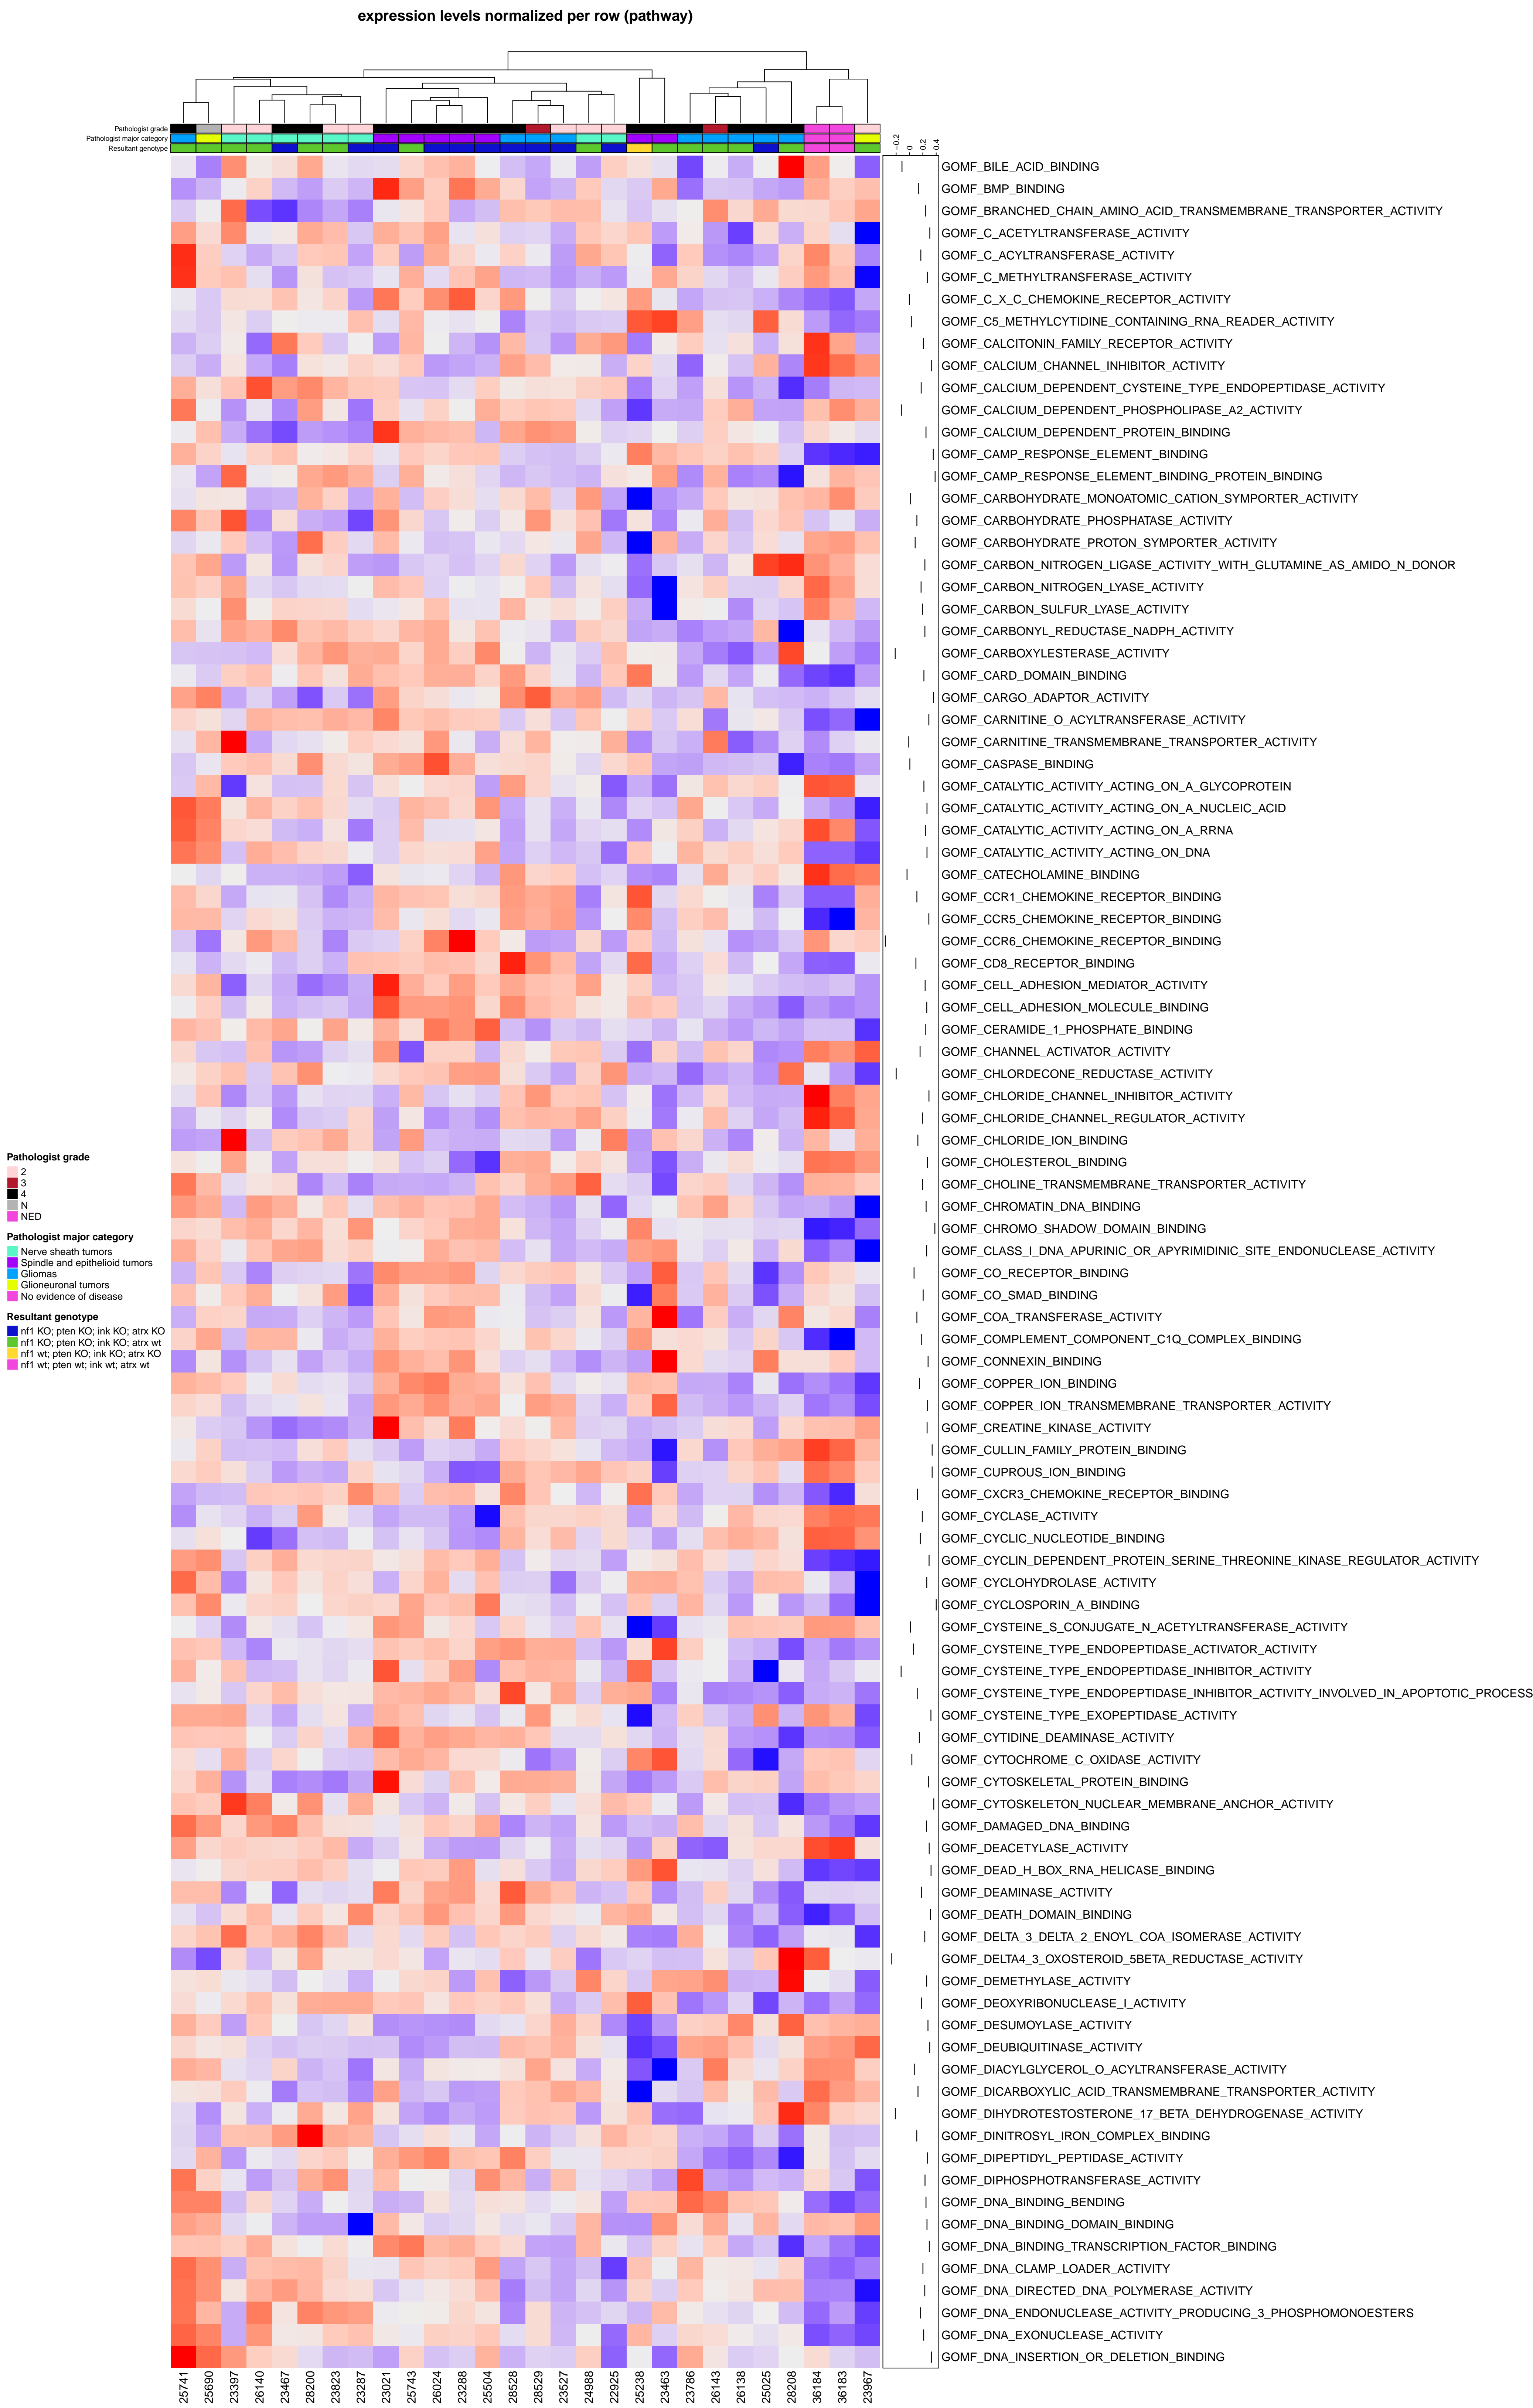 expression levels normalized per row (pathway)
Pathologist grade
Pathologist major category
Resultant genotype
−0.2
0
0.2
0.4
GOMF_BILE_ACID_BINDING
GOMF_BMP_BINDING
GOMF_BRANCHED_CHAIN_AMINO_ACID_TRANSMEMBRANE_TRANSPORTER_ACTIVITY
GOMF_C_ACETYLTRANSFERASE_ACTIVITY
GOMF_C_ACYLTRANSFERASE_ACTIVITY
GOMF_C_METHYLTRANSFERASE_ACTIVITY
GOMF_C_X_C_CHEMOKINE_RECEPTOR_ACTIVITY
GOMF_C5_METHYLCYTIDINE_CONTAINING_RNA_READER_ACTIVITY
GOMF_CALCITONIN_FAMILY_RECEPTOR_ACTIVITY
GOMF_CALCIUM_CHANNEL_INHIBITOR_ACTIVITY
GOMF_CALCIUM_DEPENDENT_CYSTEINE_TYPE_ENDOPEPTIDASE_ACTIVITY
GOMF_CALCIUM_DEPENDENT_PHOSPHOLIPASE_A2_ACTIVITY
GOMF_CALCIUM_DEPENDENT_PROTEIN_BINDING
GOMF_CAMP_RESPONSE_ELEMENT_BINDING
GOMF_CAMP_RESPONSE_ELEMENT_BINDING_PROTEIN_BINDING
GOMF_CARBOHYDRATE_MONOATOMIC_CATION_SYMPORTER_ACTIVITY
GOMF_CARBOHYDRATE_PHOSPHATASE_ACTIVITY
GOMF_CARBOHYDRATE_PROTON_SYMPORTER_ACTIVITY
GOMF_CARBON_NITROGEN_LIGASE_ACTIVITY_WITH_GLUTAMINE_AS_AMIDO_N_DONOR
GOMF_CARBON_NITROGEN_LYASE_ACTIVITY
GOMF_CARBON_SULFUR_LYASE_ACTIVITY
GOMF_CARBONYL_REDUCTASE_NADPH_ACTIVITY
GOMF_CARBOXYLESTERASE_ACTIVITY
GOMF_CARD_DOMAIN_BINDING
GOMF_CARGO_ADAPTOR_ACTIVITY
GOMF_CARNITINE_O_ACYLTRANSFERASE_ACTIVITY
GOMF_CARNITINE_TRANSMEMBRANE_TRANSPORTER_ACTIVITY
GOMF_CASPASE_BINDING
GOMF_CATALYTIC_ACTIVITY_ACTING_ON_A_GLYCOPROTEIN
GOMF_CATALYTIC_ACTIVITY_ACTING_ON_A_NUCLEIC_ACID
GOMF_CATALYTIC_ACTIVITY_ACTING_ON_A_RRNA
GOMF_CATALYTIC_ACTIVITY_ACTING_ON_DNA
GOMF_CATECHOLAMINE_BINDING
GOMF_CCR1_CHEMOKINE_RECEPTOR_BINDING
GOMF_CCR5_CHEMOKINE_RECEPTOR_BINDING
GOMF_CCR6_CHEMOKINE_RECEPTOR_BINDING
GOMF_CD8_RECEPTOR_BINDING
GOMF_CELL_ADHESION_MEDIATOR_ACTIVITY
GOMF_CELL_ADHESION_MOLECULE_BINDING
GOMF_CERAMIDE_1_PHOSPHATE_BINDING
GOMF_CHANNEL_ACTIVATOR_ACTIVITY
GOMF_CHLORDECONE_REDUCTASE_ACTIVITY
GOMF_CHLORIDE_CHANNEL_INHIBITOR_ACTIVITY
GOMF_CHLORIDE_CHANNEL_REGULATOR_ACTIVITY
GOMF_CHLORIDE_ION_BINDING
GOMF_CHOLESTEROL_BINDING
GOMF_CHOLINE_TRANSMEMBRANE_TRANSPORTER_ACTIVITY
GOMF_CHROMATIN_DNA_BINDING
GOMF_CHROMO_SHADOW_DOMAIN_BINDING
GOMF_CLASS_I_DNA_APURINIC_OR_APYRIMIDINIC_SITE_ENDONUCLEASE_ACTIVITY
GOMF_CO_RECEPTOR_BINDING
GOMF_CO_SMAD_BINDING
GOMF_COA_TRANSFERASE_ACTIVITY
GOMF_COMPLEMENT_COMPONENT_C1Q_COMPLEX_BINDING
GOMF_CONNEXIN_BINDING
GOMF_COPPER_ION_BINDING
GOMF_COPPER_ION_TRANSMEMBRANE_TRANSPORTER_ACTIVITY
GOMF_CREATINE_KINASE_ACTIVITY
GOMF_CULLIN_FAMILY_PROTEIN_BINDING
GOMF_CUPROUS_ION_BINDING
GOMF_CXCR3_CHEMOKINE_RECEPTOR_BINDING
GOMF_CYCLASE_ACTIVITY
GOMF_CYCLIC_NUCLEOTIDE_BINDING
GOMF_CYCLIN_DEPENDENT_PROTEIN_SERINE_THREONINE_KINASE_REGULATOR_ACTIVITY
GOMF_CYCLOHYDROLASE_ACTIVITY
GOMF_CYCLOSPORIN_A_BINDING
GOMF_CYSTEINE_S_CONJUGATE_N_ACETYLTRANSFERASE_ACTIVITY
GOMF_CYSTEINE_TYPE_ENDOPEPTIDASE_ACTIVATOR_ACTIVITY
GOMF_CYSTEINE_TYPE_ENDOPEPTIDASE_INHIBITOR_ACTIVITY
GOMF_CYSTEINE_TYPE_ENDOPEPTIDASE_INHIBITOR_ACTIVITY_INVOLVED_IN_APOPTOTIC_PROCESS
GOMF_CYSTEINE_TYPE_EXOPEPTIDASE_ACTIVITY
GOMF_CYTIDINE_DEAMINASE_ACTIVITY
GOMF_CYTOCHROME_C_OXIDASE_ACTIVITY
GOMF_CYTOSKELETAL_PROTEIN_BINDING
GOMF_CYTOSKELETON_NUCLEAR_MEMBRANE_ANCHOR_ACTIVITY
GOMF_DAMAGED_DNA_BINDING
GOMF_DEACETYLASE_ACTIVITY
GOMF_DEAD_H_BOX_RNA_HELICASE_BINDING
GOMF_DEAMINASE_ACTIVITY
GOMF_DEATH_DOMAIN_BINDING
GOMF_DELTA_3_DELTA_2_ENOYL_COA_ISOMERASE_ACTIVITY
GOMF_DELTA4_3_OXOSTEROID_5BETA_REDUCTASE_ACTIVITY
GOMF_DEMETHYLASE_ACTIVITY
GOMF_DEOXYRIBONUCLEASE_I_ACTIVITY
GOMF_DESUMOYLASE_ACTIVITY
GOMF_DEUBIQUITINASE_ACTIVITY
GOMF_DIACYLGLYCEROL_O_ACYLTRANSFERASE_ACTIVITY
GOMF_DICARBOXYLIC_ACID_TRANSMEMBRANE_TRANSPORTER_ACTIVITY
GOMF_DIHYDROTESTOSTERONE_17_BETA_DEHYDROGENASE_ACTIVITY
GOMF_DINITROSYL_IRON_COMPLEX_BINDING
GOMF_DIPEPTIDYL_PEPTIDASE_ACTIVITY
GOMF_DIPHOSPHOTRANSFERASE_ACTIVITY
GOMF_DNA_BINDING_BENDING
GOMF_DNA_BINDING_DOMAIN_BINDING
GOMF_DNA_BINDING_TRANSCRIPTION_FACTOR_BINDING
GOMF_DNA_CLAMP_LOADER_ACTIVITY
GOMF_DNA_DIRECTED_DNA_POLYMERASE_ACTIVITY
GOMF_DNA_ENDONUCLEASE_ACTIVITY_PRODUCING_3_PHOSPHOMONOESTERS
GOMF_DNA_EXONUCLEASE_ACTIVITY
GOMF_DNA_INSERTION_OR_DELETION_BINDING
Pathologist grade
2
3
4
N
NED
Pathologist major category
Nerve sheath tumors
Spindle and epithelioid tumors
Gliomas
Glioneuronal tumors
No evidence of disease
Resultant genotype
nf1 KO; pten KO; ink KO; atrx KO
nf1 KO; pten KO; ink KO; atrx wt
nf1 wt; pten KO; ink KO; atrx KO
nf1 wt; pten wt; ink wt; atrx wt
25741
25690
23397
26140
23467
28200
23823
23287
23021
25743
26024
23288
25504
28528
28529
23527
24988
22925
25238
23463
23786
26143
26138
25025
28208
36184
36183
23967